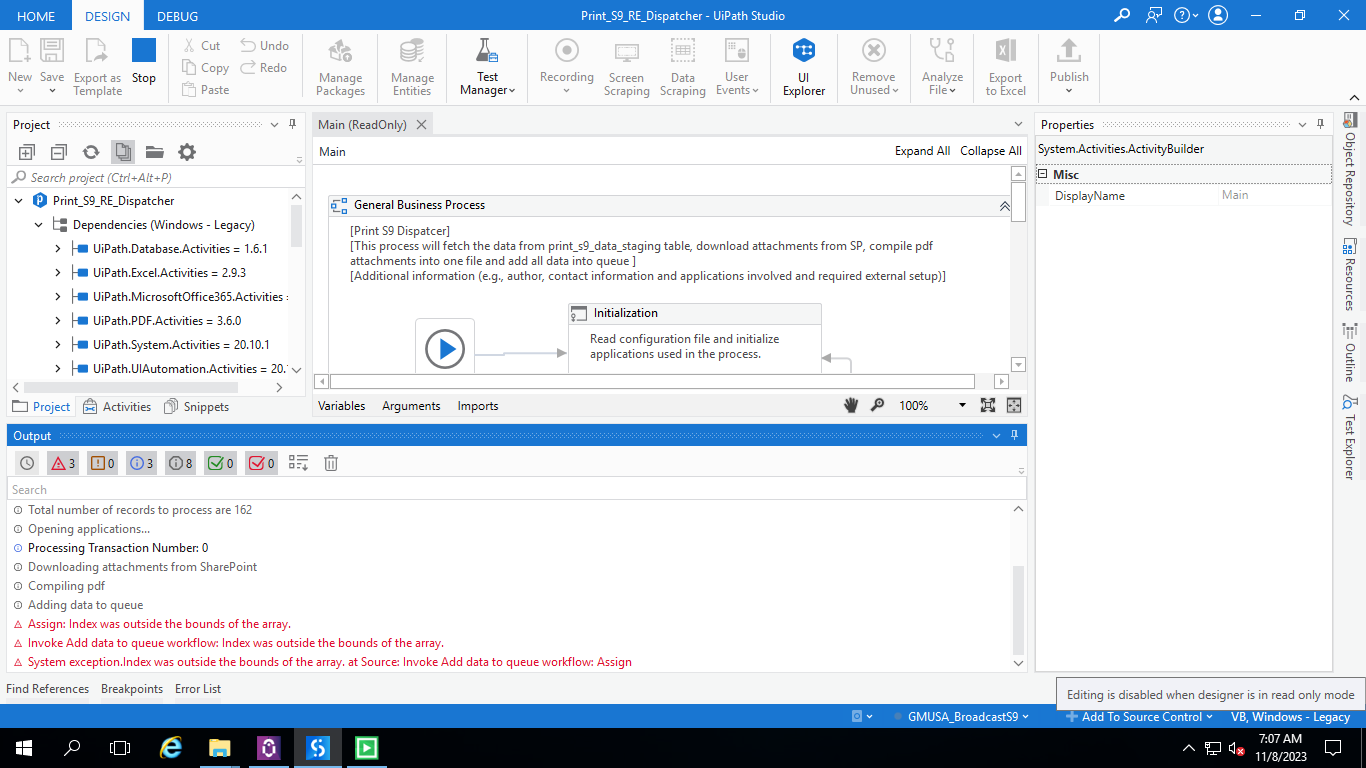 HOME DESIGN DEBUG Print_S9_RE_Dispatcher - UiPath Studio
New Save Export as Template Stop
Cut Undo
Copy Redo
Paste
Manage Packages
Manage Entities
Test Manager
Recording
Screen Scraping
Data Scraping
User Events
UI Explorer
Remove Unused
Analyze File
Export to Excel
Publish
Project
Search project (Ctrl+Alt+P)
Print_S9_RE_Dispatcher
Dependencies (Windows - Legacy)
UiPath.Database.Activities = 1.6.1
UiPath.Excel.Activities = 2.9.3
UiPath.MicrosoftOffice365.Activities =
UiPath.PDF.Activities = 3.6.0
UiPath.System.Activities = 20.10.1
UiPath.UIAutomation.Activities = 20.
Project Activities Snippets
Main (ReadOnly)
Main Expand All Collapse All
General Business Process
[Print S9 Dispatcer]
[This process will fetch the data from print_s9_data_staging table, download attachments from SP, compile pdf
attachments into one file and add all data into queue ]
[Additional information (e.g., author, contact information and applications involved and required external setup)]
Initialization
Read configuration file and initialize
applications used in the process.
Variables Arguments Imports 100%
Properties
System.Activities.ActivityBuilder
Misc
DisplayName Main
Object Repository
Resources
Outline
Test Explorer
Output
3 0 3 8 0 0
Search
Total number of records to process are 162
Opening applications...
Processing Transaction Number: 0
Downloading attachments from SharePoint
Compiling pdf
Adding data to queue
Assign: Index was outside the bounds of the array.
Invoke Add data to queue workflow: Index was outside the bounds of the array.
System exception.Index was outside the bounds of the array. at Source: Invoke Add data to queue workflow: Assign
Find References Breakpoints Error List
Editing is disabled when designer is in read only mode
GMUSA_BroadcastS9 Add To Source Control VB, Windows - Legacy
7:07 AM
11/8/2023